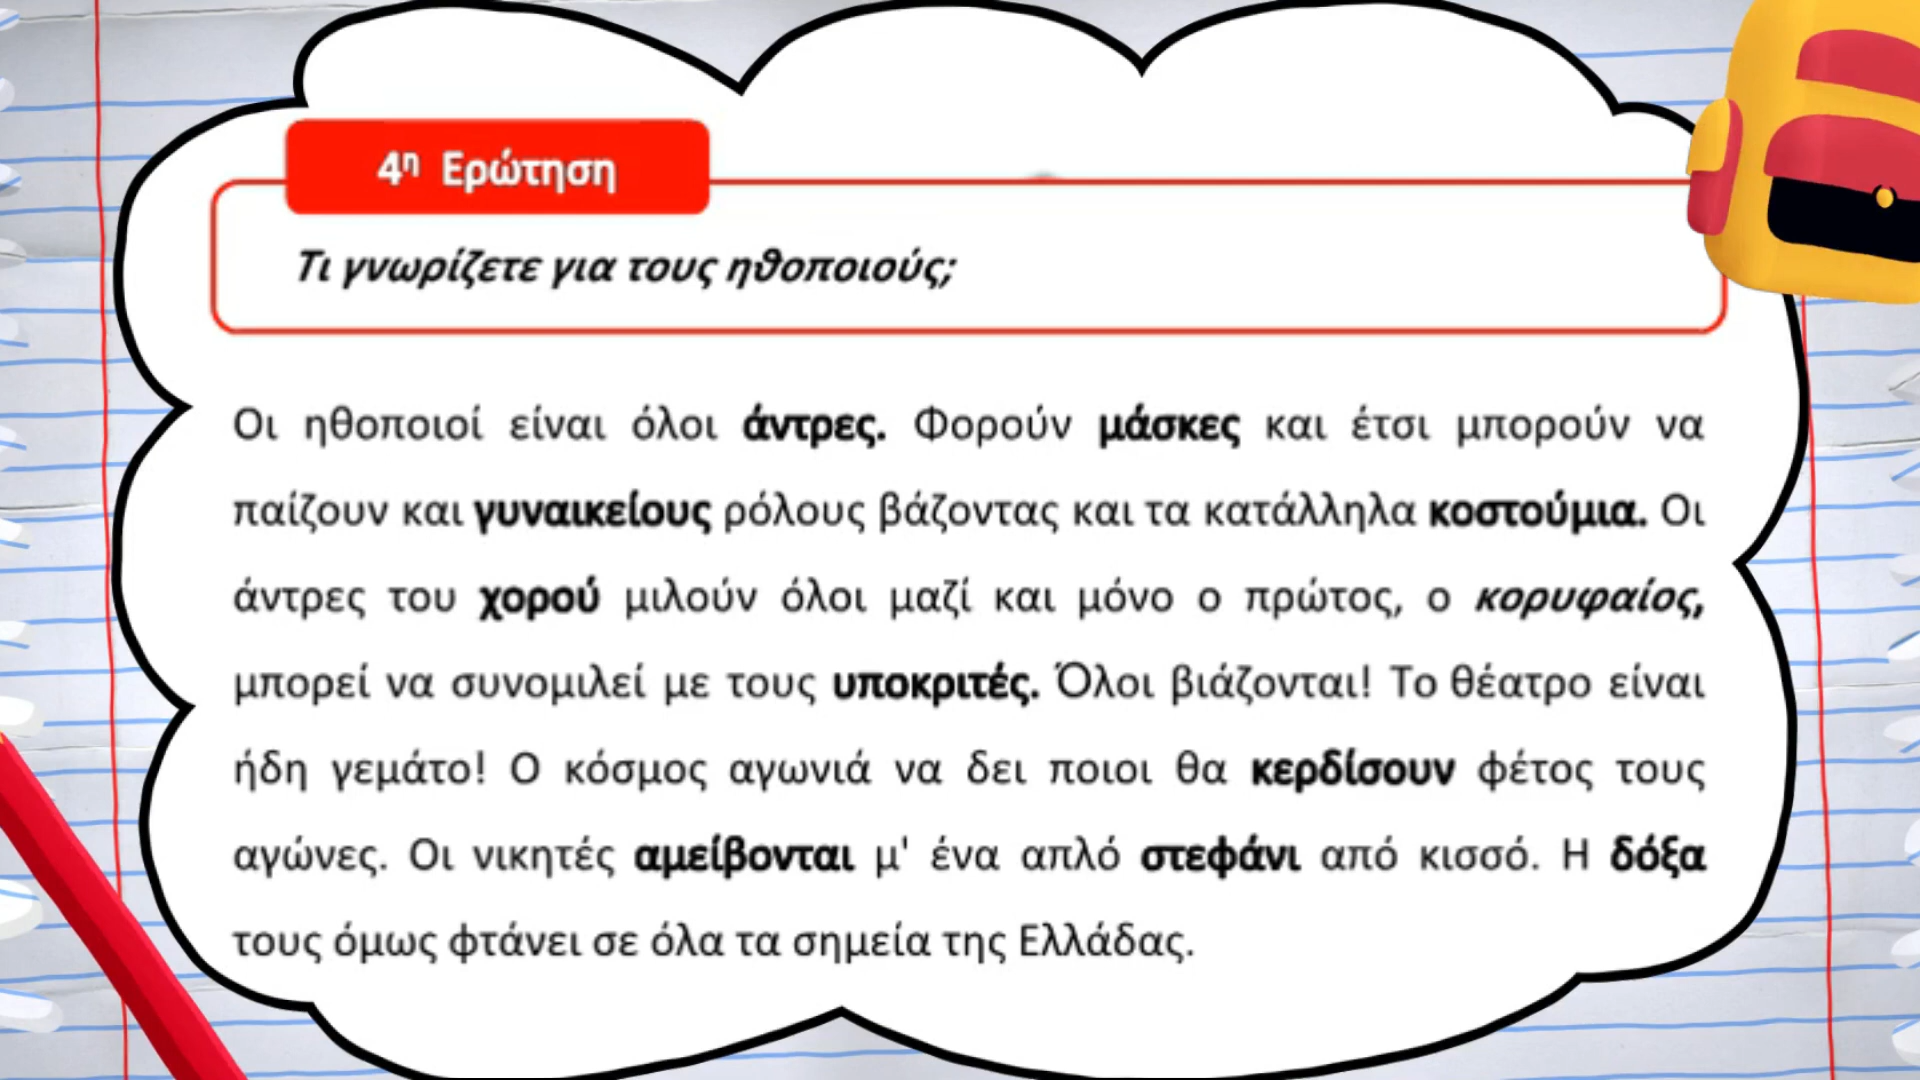 4η Ερώτηση
Τι γνωρίζετε για τους ηθοποιούς;
Οι ηθοποιοί είναι όλοι άντρες. Φορούν μάσκες και έτσι μπορούν να
παίζουν και γυναικείους ρόλους βάζοντας και τα κατάλληλα κοστούμια. Οι
άντρες του χορού μιλούν όλοι μαζί και μόνο ο πρώτος, ο κορυφαίος,
μπορεί να συνομιλεί με τους υποκριτές. Όλοι βιάζονται! Το θέατρο είναι
ήδη γεμάτο! Ο κόσμος αγωνιά να δει ποιοι θα κερδίσουν φέτος τους
αγώνες. Οι νικητές αμείβονται μ' ένα απλό στεφάνι από κισσό. Η δόξα
τους όμως φτάνει σε όλα τα σημεία της Ελλάδας.